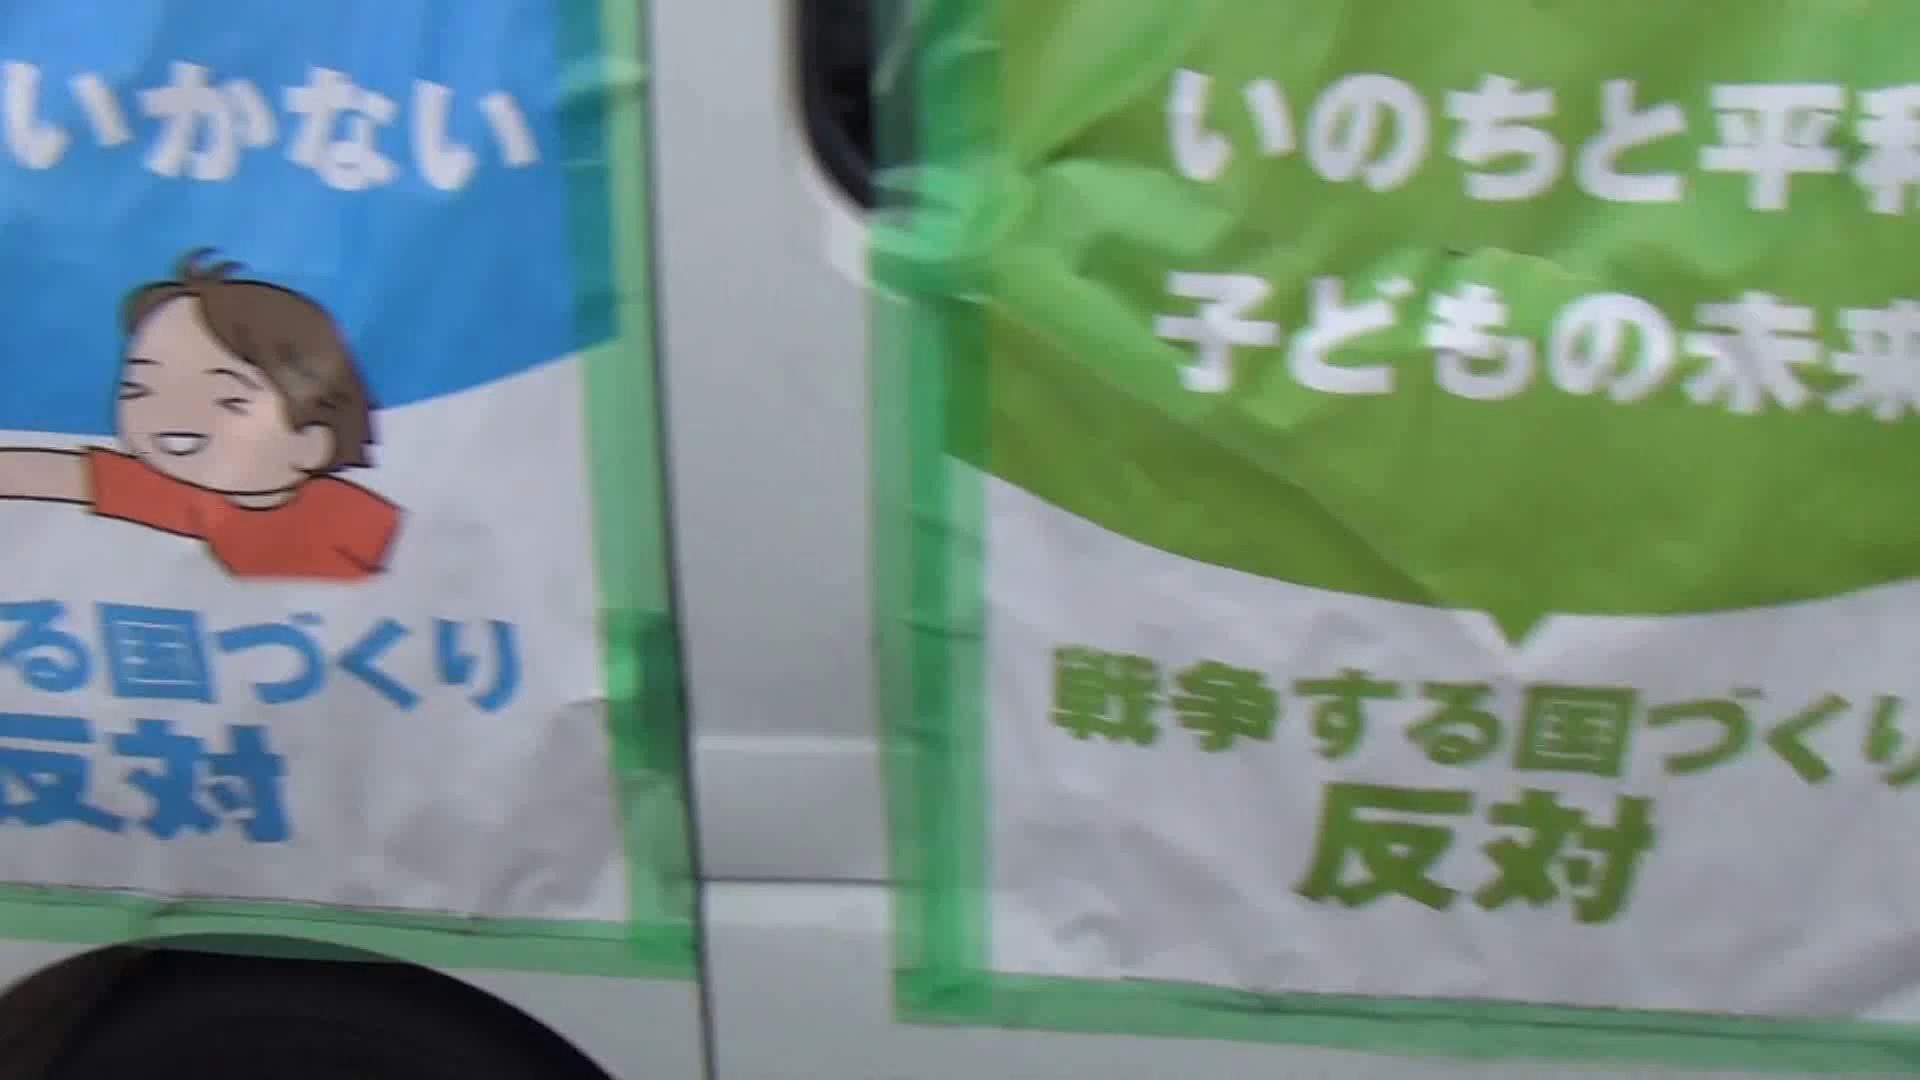 いかない
る国づくり
反対
いのちと平和
子どもの未来
戦争する国づくり
反対